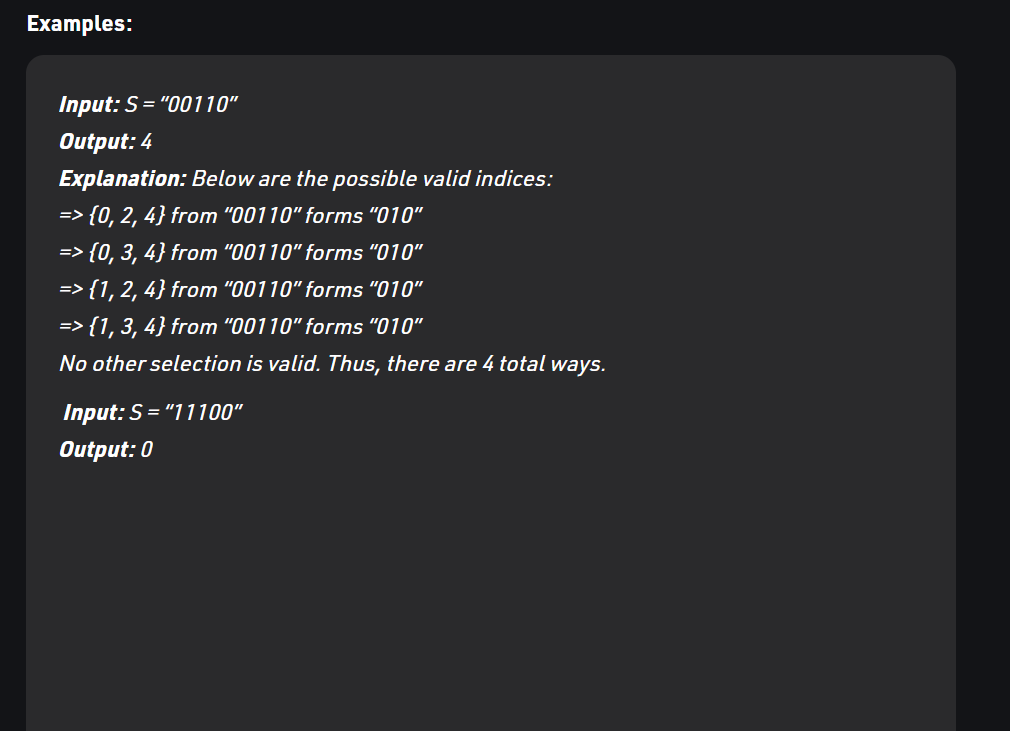 Examples:
Input: S = “00110”
Output: 4
Explanation: Below are the possible valid indices:
=> {0, 2, 4} from “00110” forms “010”
=> {0, 3, 4} from “00110” forms “010”
=> {1, 2, 4} from “00110” forms “010”
=> {1, 3, 4} from “00110” forms “010”
No other selection is valid. Thus, there are 4 total ways.
Input: S = “11100”
Output: 0